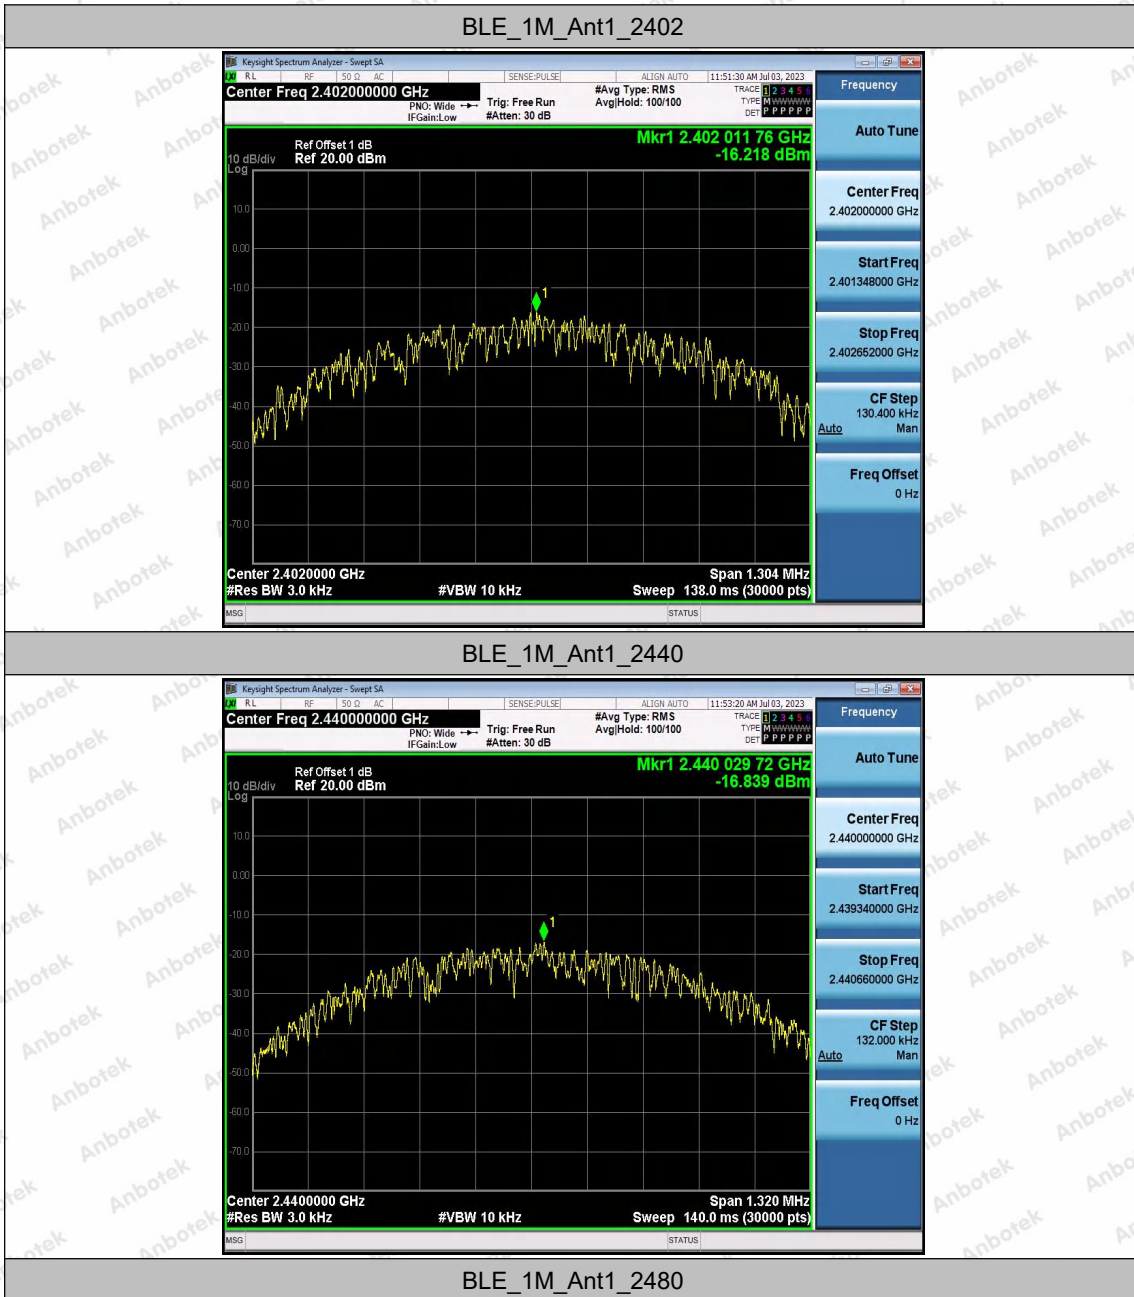 BLE_1M_Ant1_2402
Keysight Spectrum Analyzer - Swept SA
LXI RL RF 50 Ω AC SENSE:PULSE ALIGN AUTO 11:51:30 AM Jul 03, 2023
Center Freq 2.402000000 GHz
PNO: Wide
IFGain:Low
Trig: Free Run
#Atten: 30 dB
#Avg Type: RMS
Avg|Hold: 100/100
TRACE 1 2 3 4 5 6
TYPE M WWWWW
DET P P P P P P
Ref Offset 1 dB
Ref 20.00 dBm
10 dB/div
Log
Mkr1 2.402 011 76 GHz
-16.218 dBm
10.0
0.00
-10.0
-20.0
-30.0
-40.0
-50.0
-60.0
-70.0
1
Center 2.4020000 GHz
Span 1.304 MHz
#Res BW 3.0 kHz
#VBW 10 kHz
Sweep 138.0 ms (30000 pts)
MSG
STATUS
Frequency
Auto Tune
Center Freq
2.402000000 GHz
Start Freq
2.401348000 GHz
Stop Freq
2.402652000 GHz
CF Step
130.400 kHz
Auto Man
Freq Offset
0 Hz
BLE_1M_Ant1_2440
Keysight Spectrum Analyzer - Swept SA
LXI RL RF 50 Ω AC SENSE:PULSE ALIGN AUTO 11:53:20 AM Jul 03, 2023
Center Freq 2.440000000 GHz
PNO: Wide
IFGain:Low
Trig: Free Run
#Atten: 30 dB
#Avg Type: RMS
Avg|Hold: 100/100
TRACE 1 2 3 4 5 6
TYPE M WWWWW
DET P P P P P P
Ref Offset 1 dB
Ref 20.00 dBm
10 dB/div
Log
Mkr1 2.440 029 72 GHz
-16.839 dBm
10.0
0.00
-10.0
-20.0
-30.0
-40.0
-50.0
-60.0
-70.0
1
Center 2.4400000 GHz
Span 1.320 MHz
#Res BW 3.0 kHz
#VBW 10 kHz
Sweep 140.0 ms (30000 pts)
MSG
STATUS
Frequency
Auto Tune
Center Freq
2.440000000 GHz
Start Freq
2.439340000 GHz
Stop Freq
2.440660000 GHz
CF Step
132.000 kHz
Auto Man
Freq Offset
0 Hz
BLE_1M_Ant1_2480
Anbotek